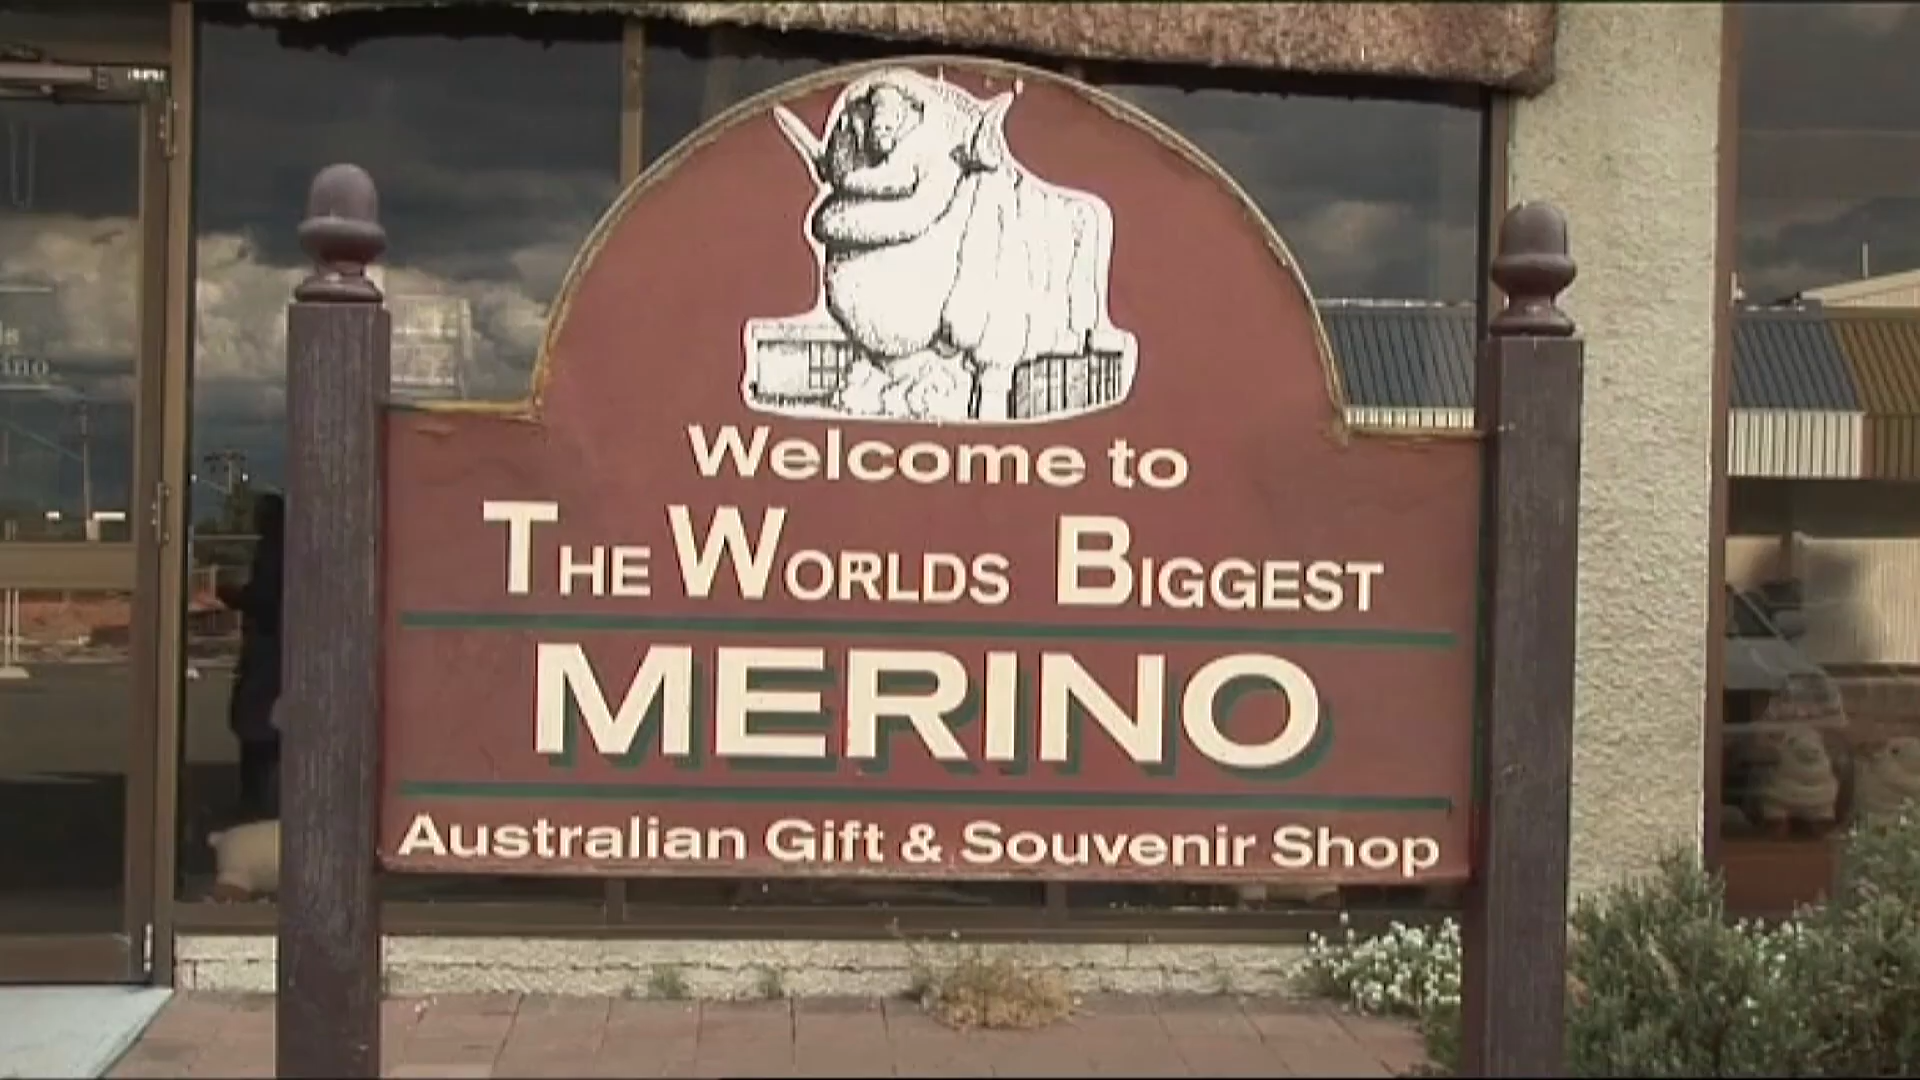 Welcome to
THE WORLDS BIGGEST
MERINO
Australian Gift & Souvenir Shop